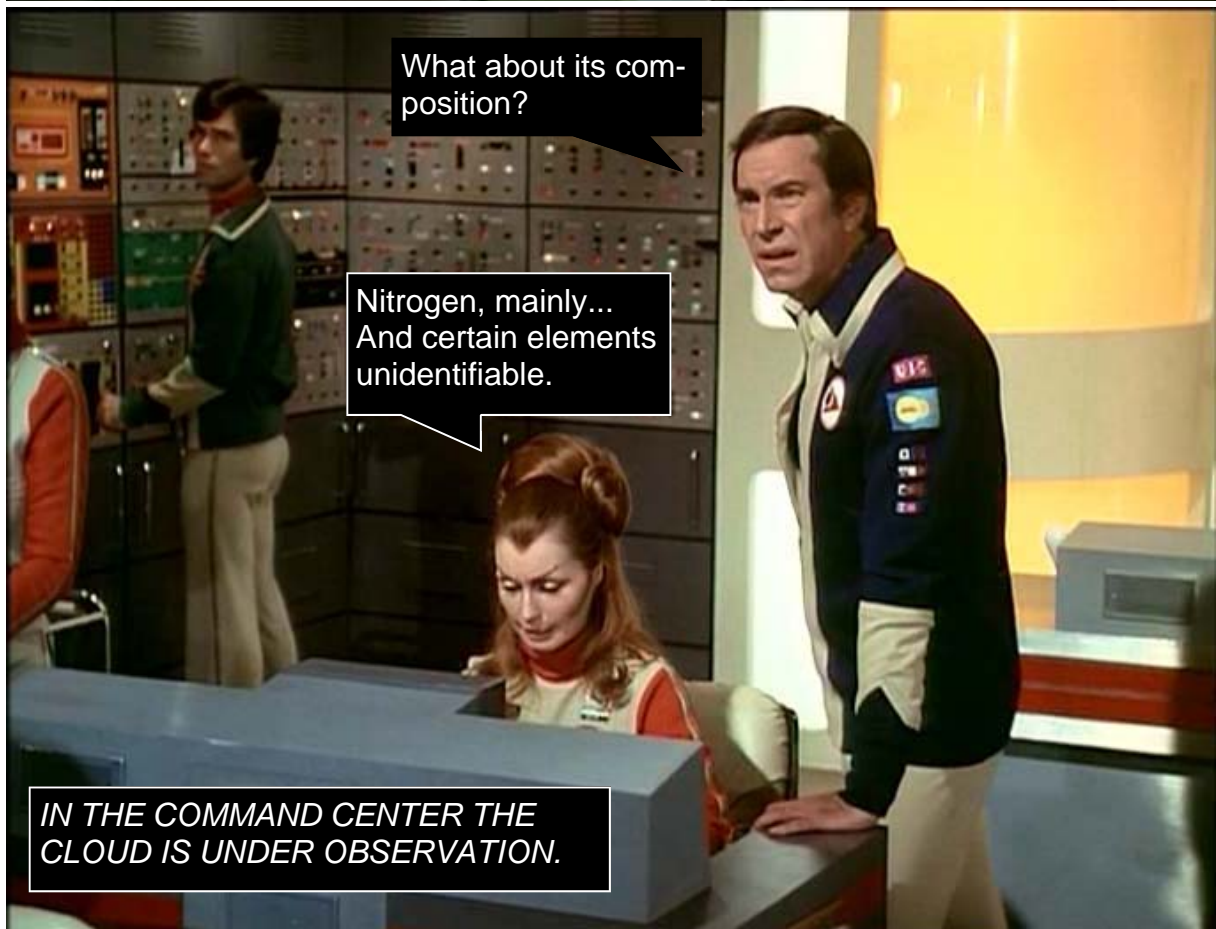 What about its com-
position?
Nitrogen, mainly...
And certain elements
unidentifiable.
IN THE COMMAND CENTER THE
CLOUD IS UNDER OBSERVATION.